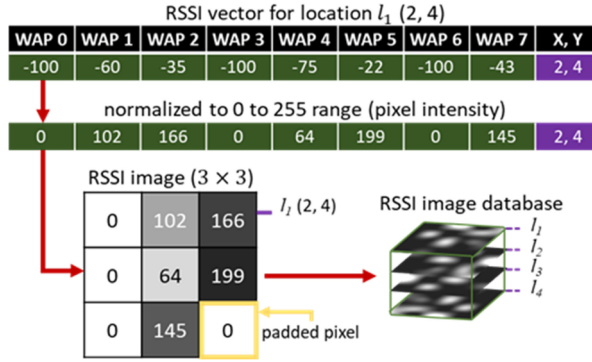 RSSI vector for location l₁ (2, 4)
WAP 0 WAP 1 WAP 2 WAP 3 WAP 4 WAP 5 WAP 6 WAP 7 X, Y
-100 -60 -35 -100 -75 -22 -100 -43 2, 4
normalized to 0 to 255 range (pixel intensity)
0 102 166 0 64 199 0 145 2, 4
RSSI image (3 × 3)
0 102 166
0 64 199
0 145 0
l₁ (2, 4)
padded pixel
RSSI image database
l₁
l₂
l₃
l₄